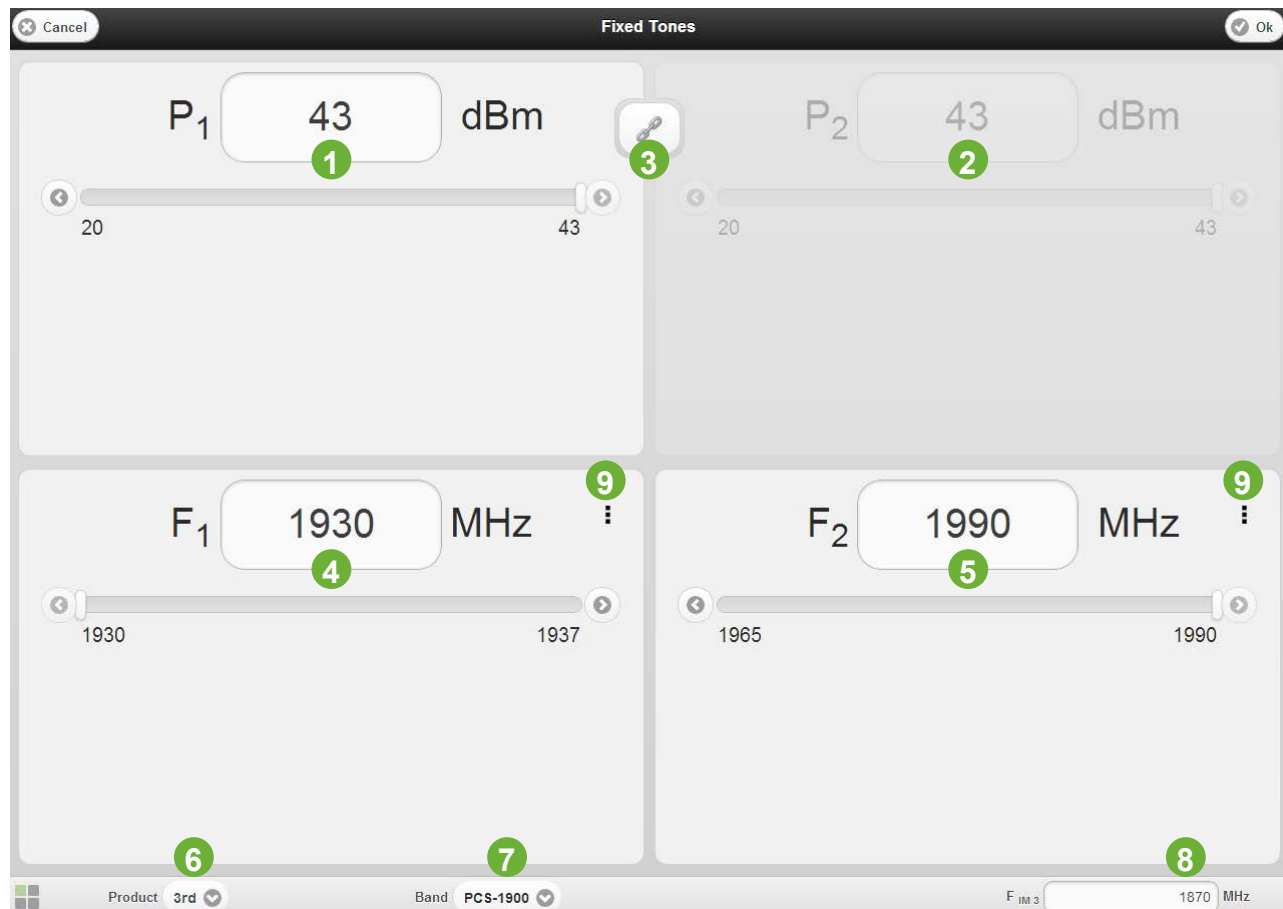 Cancel Fixed Tones Ok
P1 43 dBm P2 43 dBm
1 3 2
20 43 20 43
9 9
F1 1930 MHz F2 1990 MHz
4 5
1930 1937 1965 1990
6 7 8
Product 3rd Band PCS-1900 F IM 3 1870 MHz